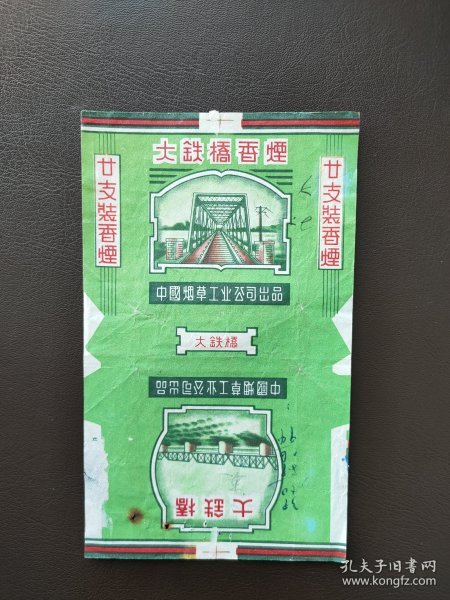 大鉄橋香煙
廿支裝香煙
廿支裝香煙
中國烟草工业公司出品
大鉄橋
中國烟草工业公司出品
大鉄橋
孔夫子旧书网
www.kongfz.com